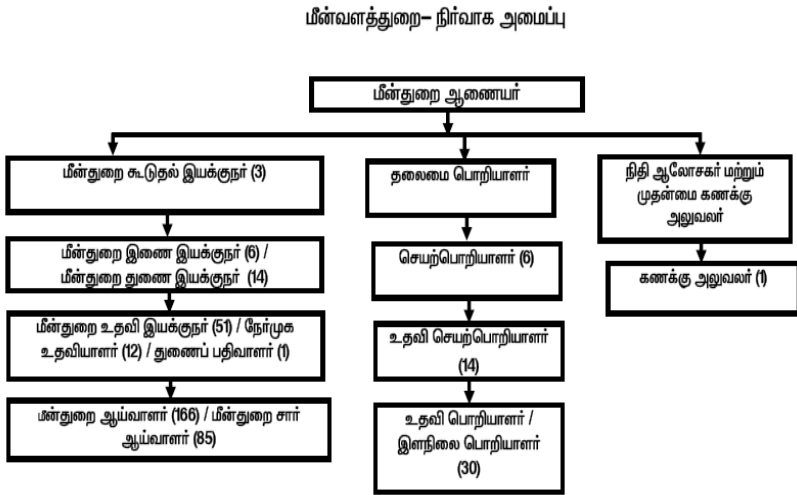 மீன்வளத்துறை– நிர்வாக அமைப்பு
மீன்துறை ஆணையர்
மீன்துறை கூடுதல் இயக்குநர் (3)
மீன்துறை இணை இயக்குநர் (6) /
மீன்துறை துணை இயக்குநர் (14)
மீன்துறை உதவி இயக்குநர் (51) / நேர்முக
உதவியாளர் (12) / துணைப் பதிவாளர் (1)
மீன்துறை ஆய்வாளர் (166) / மீன்துறை சார்
ஆய்வாளர் (85)
தலைமை பொறியாளர்
செயற்பொறியாளர் (6)
உதவி செயற்பொறியாளர்
(14)
உதவி பொறியாளர் /
இளநிலை பொறியாளர்
(30)
நிதி ஆலோசகர் மற்றும்
முதன்மை கணக்கு
அலுவலர்
கணக்கு அலுவலர் (1)